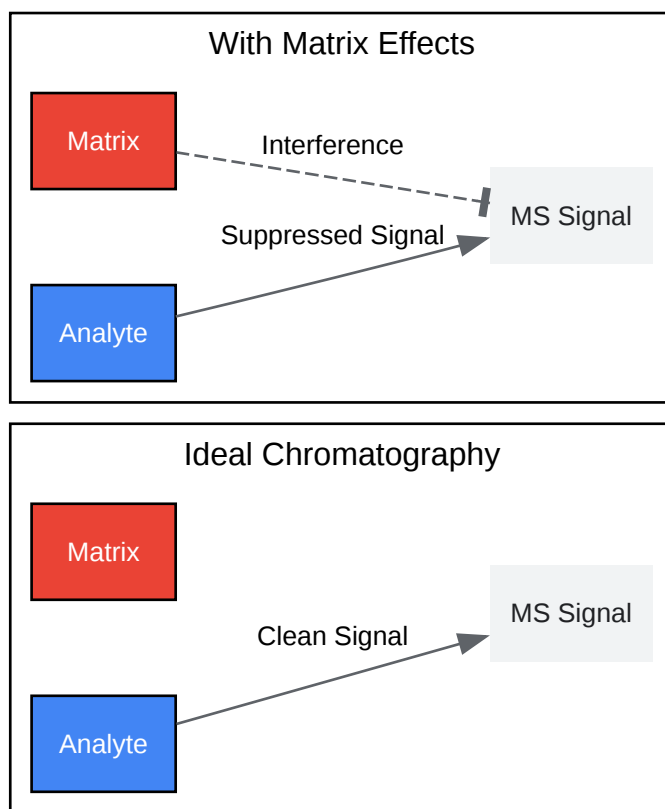 With Matrix Effects
Matrix
Interference
MS Signal
Suppressed Signal
Analyte
Ideal Chromatography
Matrix
MS Signal
Clean Signal
Analyte